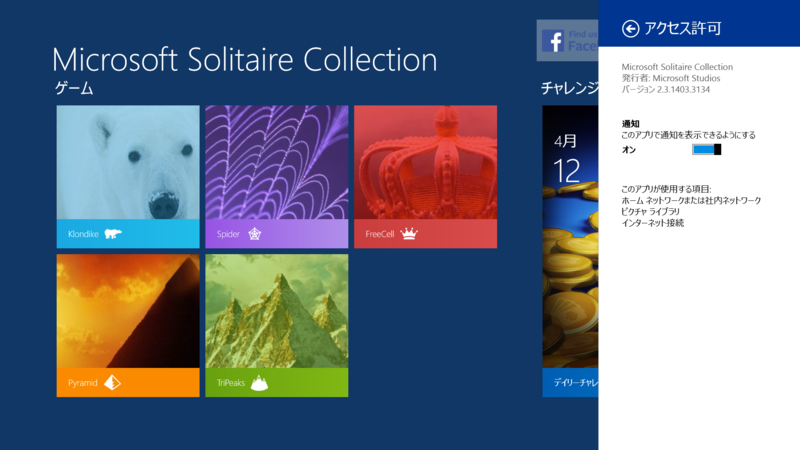 Microsoft Solitaire Collection
ゲーム
Klondike
Spider
FreeCell
Pyramid
TriPeaks
Find us
Face
チャレンジ
4月
12
デイリーチャレ
アクセス許可
Microsoft Solitaire Collection
発行者: Microsoft Studios
バージョン 2.3.1403.3134
通知
このアプリで通知を表示できるようにする
オン
このアプリが使用する項目:
ホーム ネットワークまたは社内ネットワーク
ピクチャ ライブラリ
インターネット接続